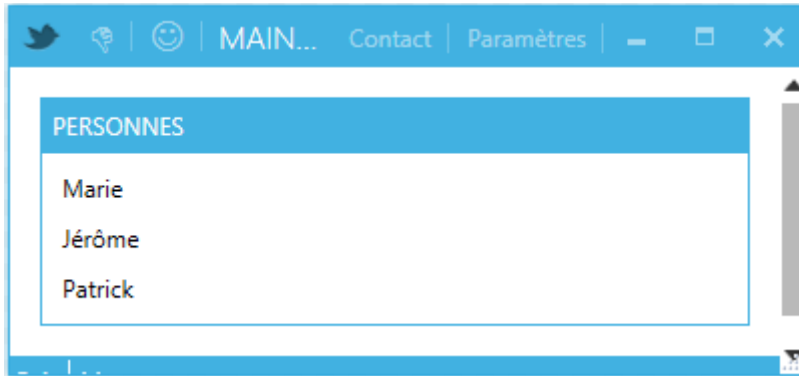 MAIN... Contact Paramètres
PERSONNES
Marie
Jérôme
Patrick